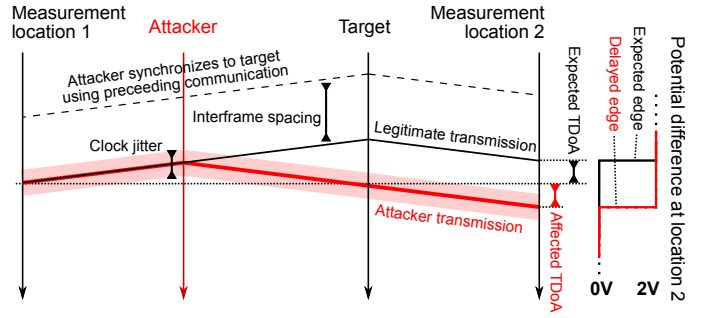 Measurement
location 1
Attacker
Target
Measurement
location 2
Attacker synchronizes to target
using preceeding communication
Interframe spacing
Clock jitter
Legitimate transmission
Attacker transmission
Expected TDoA
Affected TDoA
Delayed edge
Expected edge
Potential difference at location 2
0V
2V